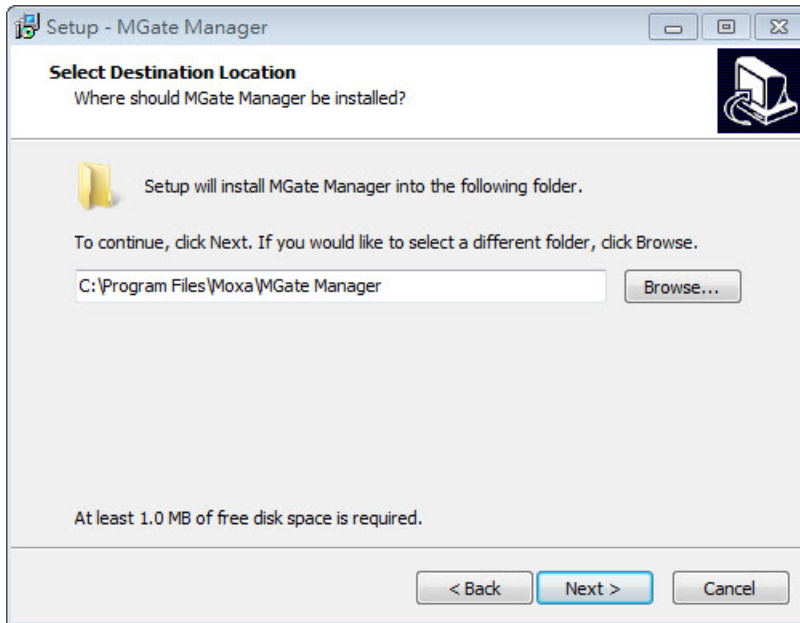 Setup - MGate Manager
Select Destination Location
Where should MGate Manager be installed?
Setup will install MGate Manager into the following folder.
To continue, click Next. If you would like to select a different folder, click Browse.
C:\Program Files\Moxa\MGate Manager
Browse...
At least 1.0 MB of free disk space is required.
< Back
Next >
Cancel